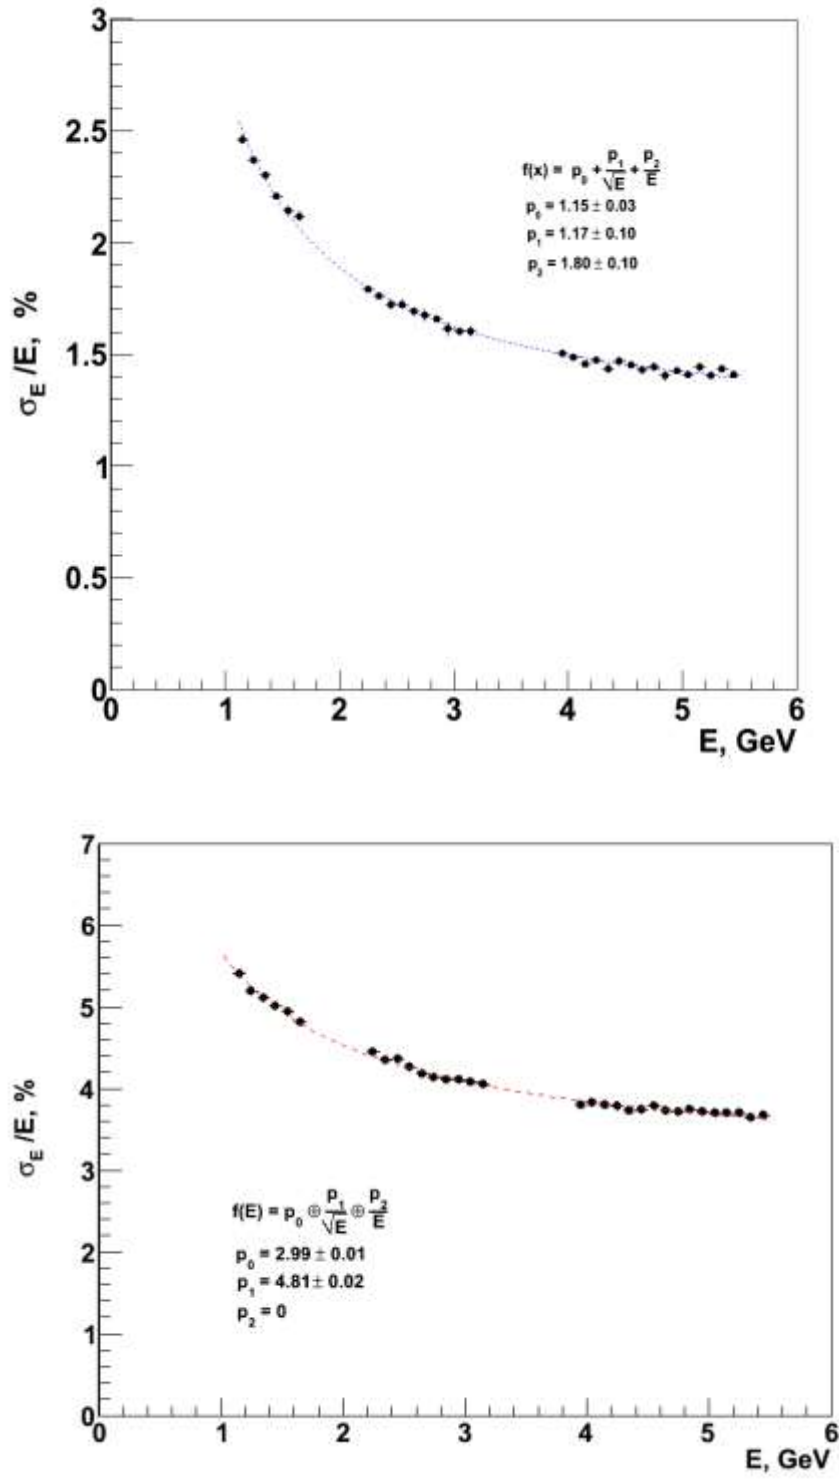 3
2.5
2
1.5
1
0.5
0
σE /E, %
f(x) = p0 + p1/√E + p2/E
p0 = 1.15 ± 0.03
p1 = 1.17 ± 0.10
p3 = 1.80 ± 0.10
0 1 2 3 4 5 6
E, GeV
7
6
5
4
3
2
1
0
σE /E, %
f(E) = p0 ⊕ p1/√E ⊕ p2/E
p0 = 2.99 ± 0.01
p1 = 4.81 ± 0.02
p2 = 0
0 1 2 3 4 5 6
E, GeV